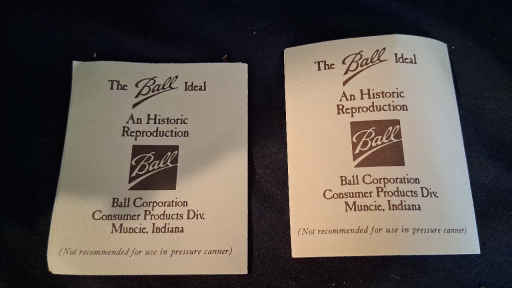 The Ball Ideal
An Historic
Reproduction
Ball
Ball Corporation
Consumer Products Div.
Muncie, Indiana
(Not recommended for use in pressure canner)
The Ball Ideal
An Historic
Reproduction
Ball
Ball Corporation
Consumer Products Div.
Muncie, Indiana
(Not recommended for use in pressure canner)